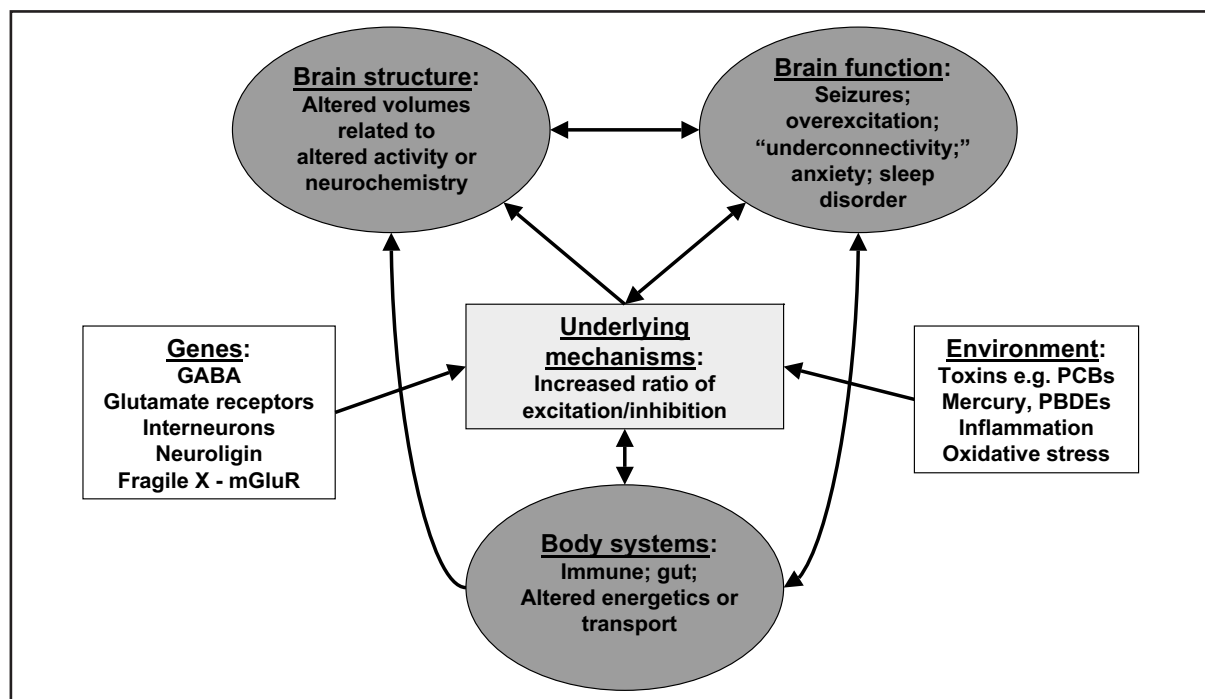 Brain structure:
Altered volumes
related to
altered activity or
neurochemistry
Brain function:
Seizures;
overexcitation;
“underconnectivity;”
anxiety; sleep
disorder
Genes:
GABA
Glutamate receptors
Interneurons
Neuroligin
Fragile X - mGluR
Underlying
mechanisms:
Increased ratio of
excitation/inhibition
Environment:
Toxins e.g. PCBs
Mercury, PBDEs
Inflammation
Oxidative stress
Body systems:
Immune; gut;
Altered energetics or
transport